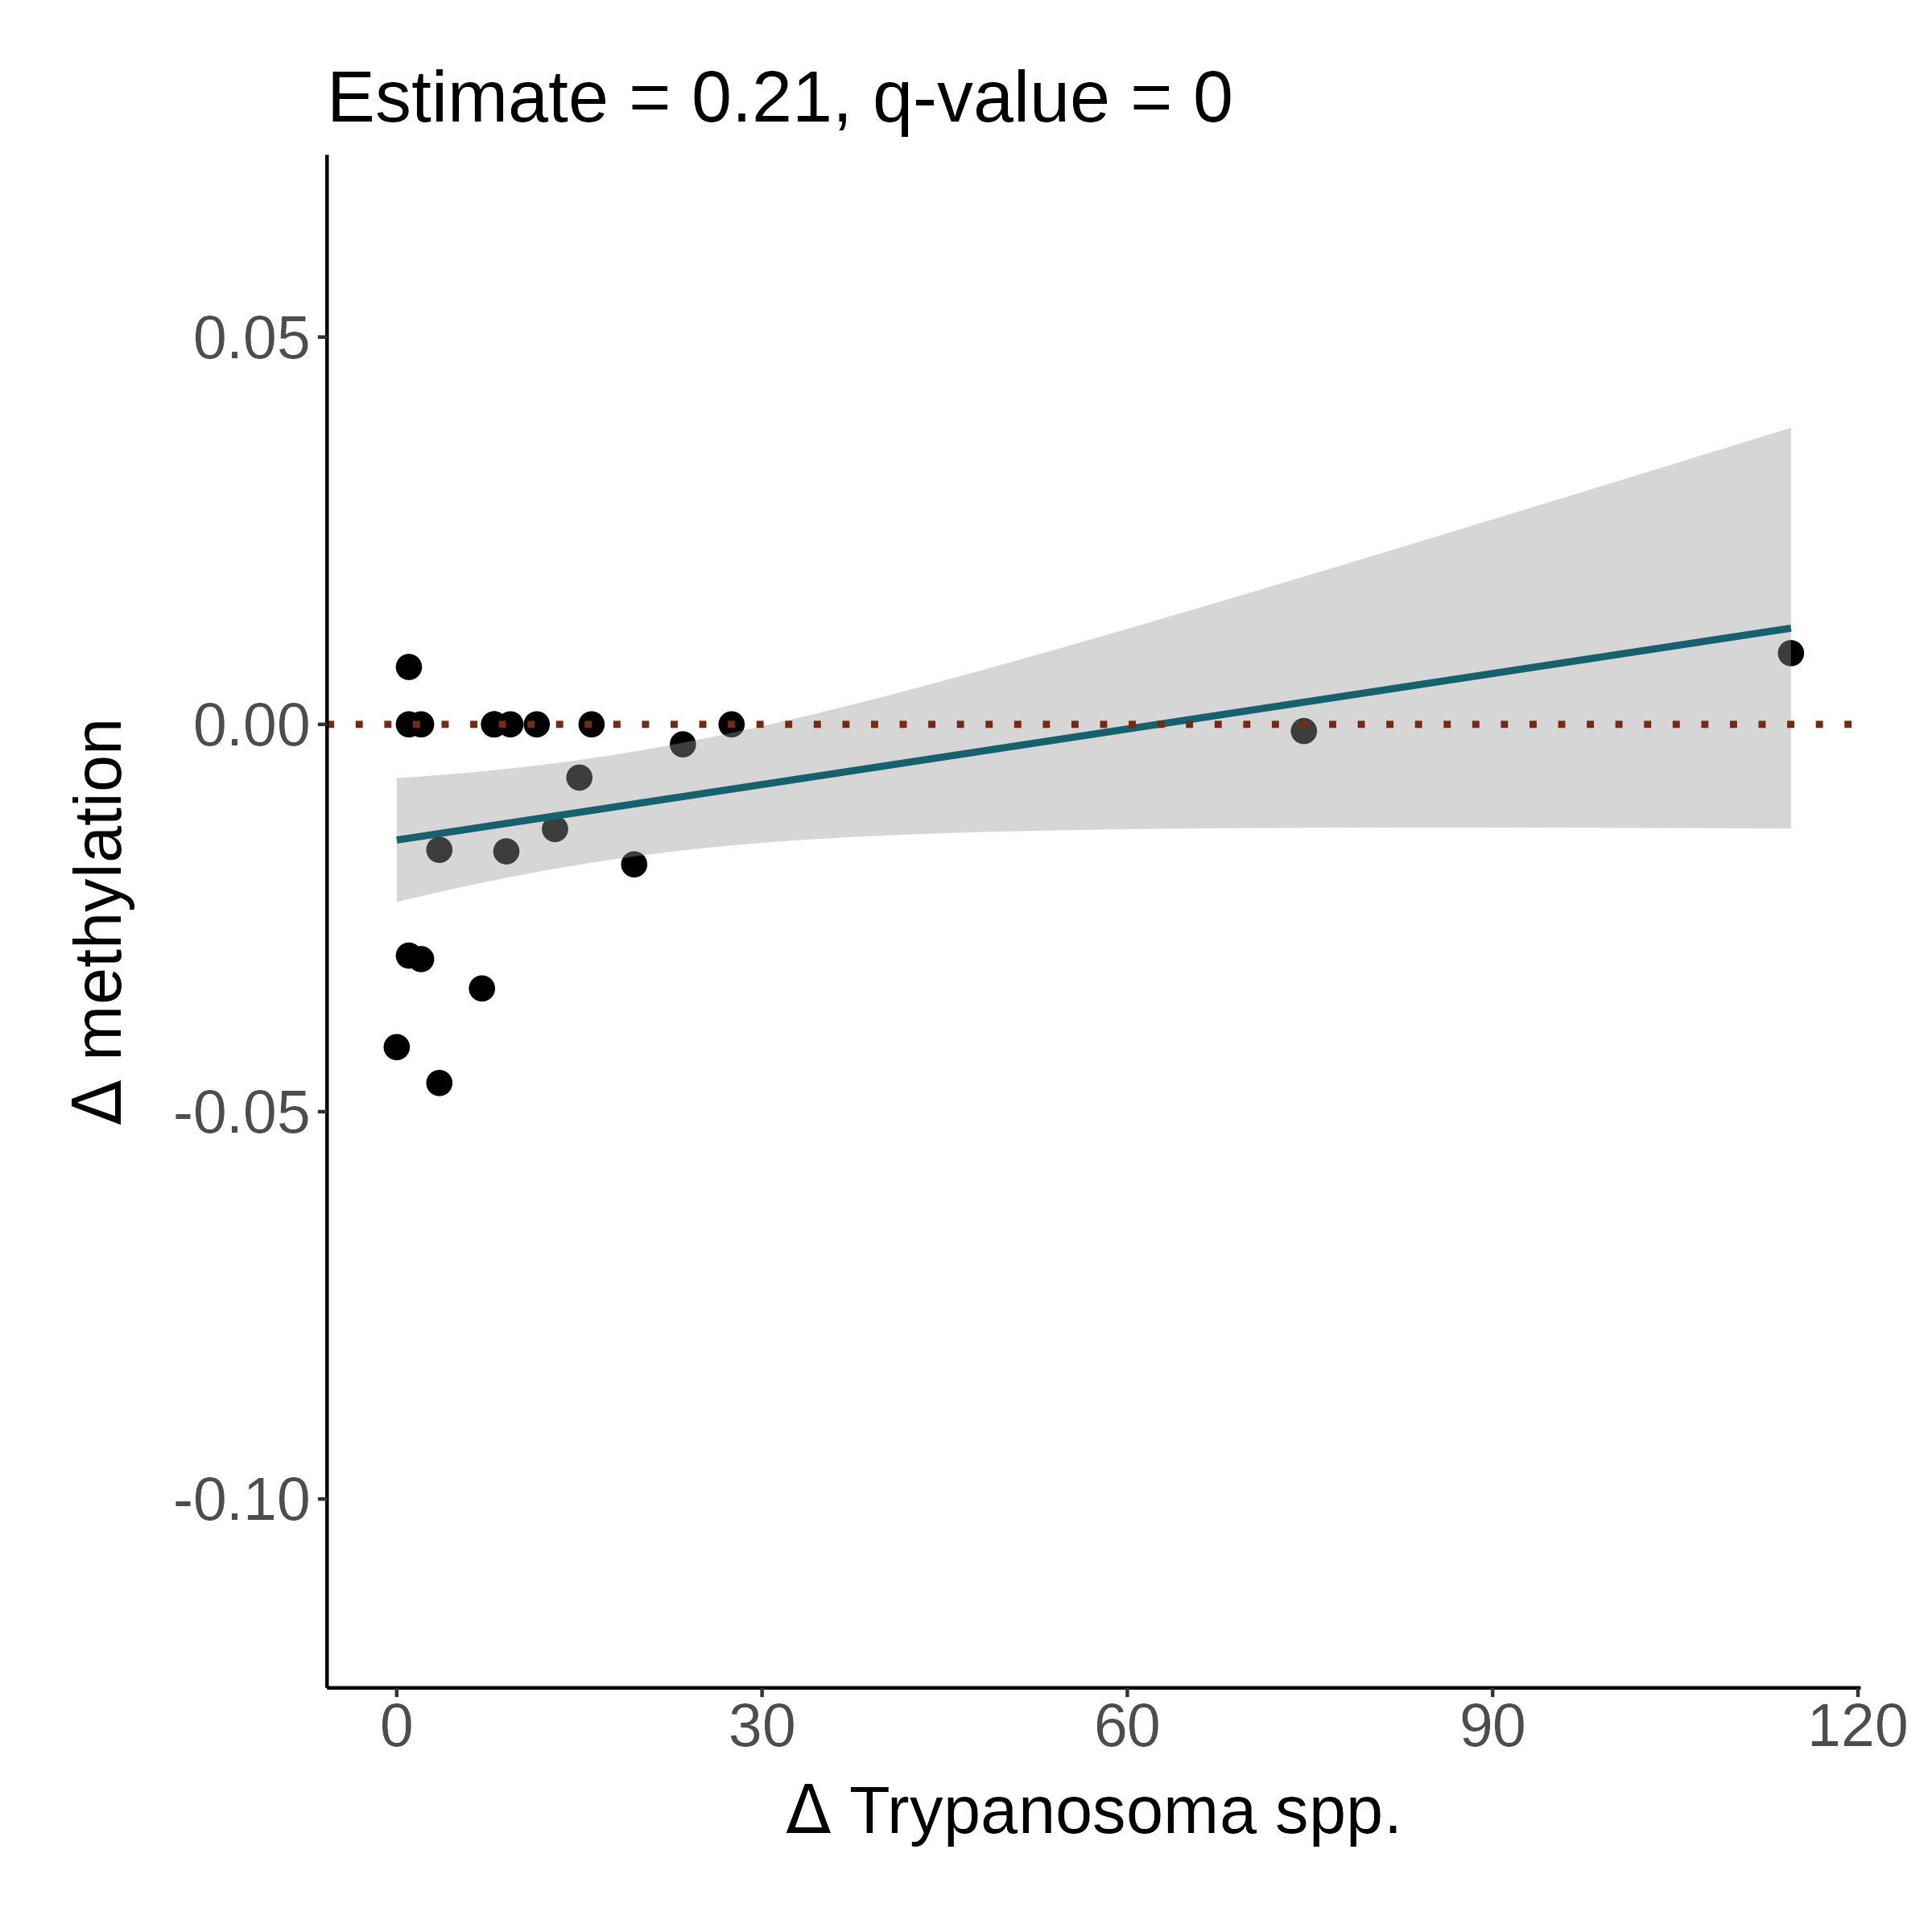 Estimate = 0.21, q-value = 0
Δ methylation
0.05
0.00
-0.05
-0.10
0 30 60 90 120
Δ Trypanosoma spp.